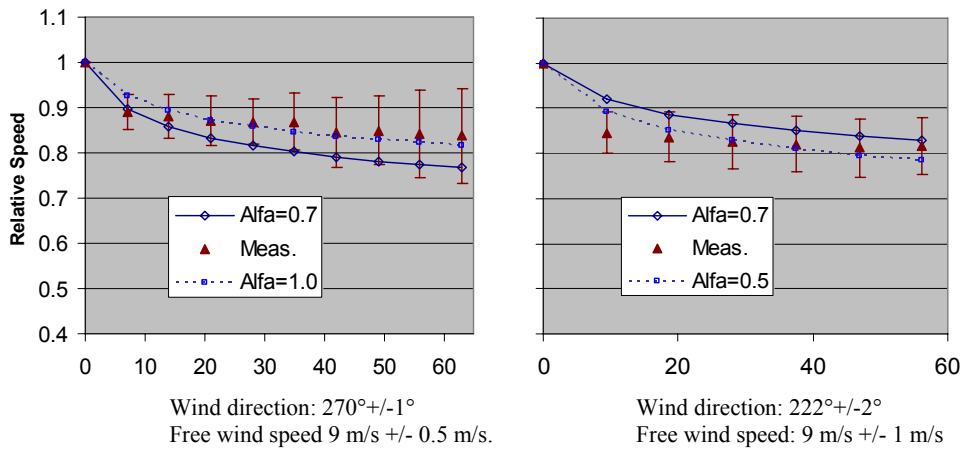 1.1
1
0.9
0.8
0.7
0.6
0.5
0.4
Relative Speed
Alfa=0.7
Meas.
Alfa=1.0
0 10 20 30 40 50 60
Wind direction: 270°+/-1°
Free wind speed 9 m/s +/- 0.5 m/s.
Alfa=0.7
Meas.
Alfa=0.5
0 20 40 60
Wind direction: 222°+/-2°
Free wind speed: 9 m/s +/- 1 m/s